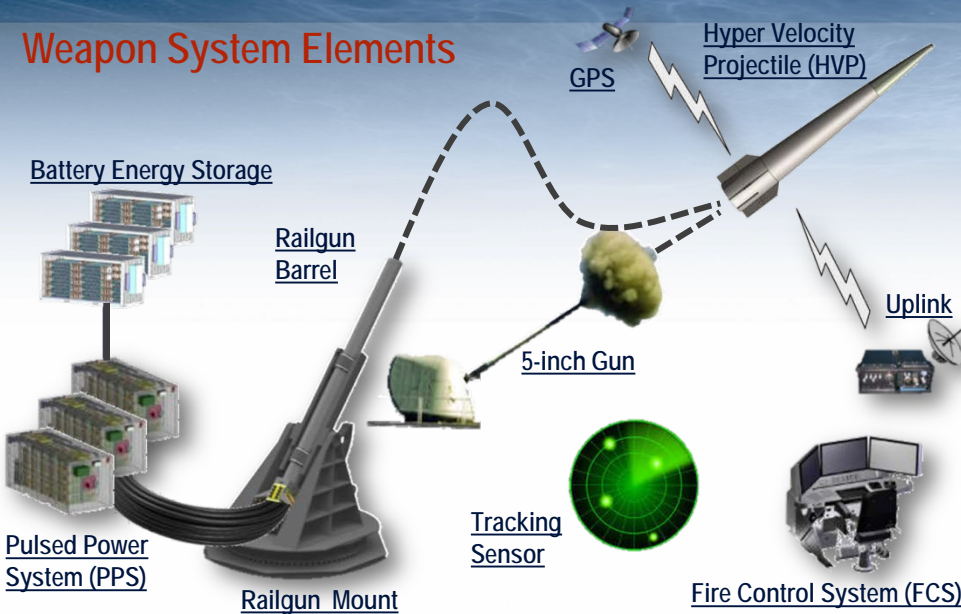 Weapon System Elements
GPS
Hyper Velocity
Projectile (HVP)
Battery Energy Storage
Railgun
Barrel
Uplink
5-inch Gun
Pulsed Power
System (PPS)
Railgun Mount
Tracking
Sensor
Fire Control System (FCS)